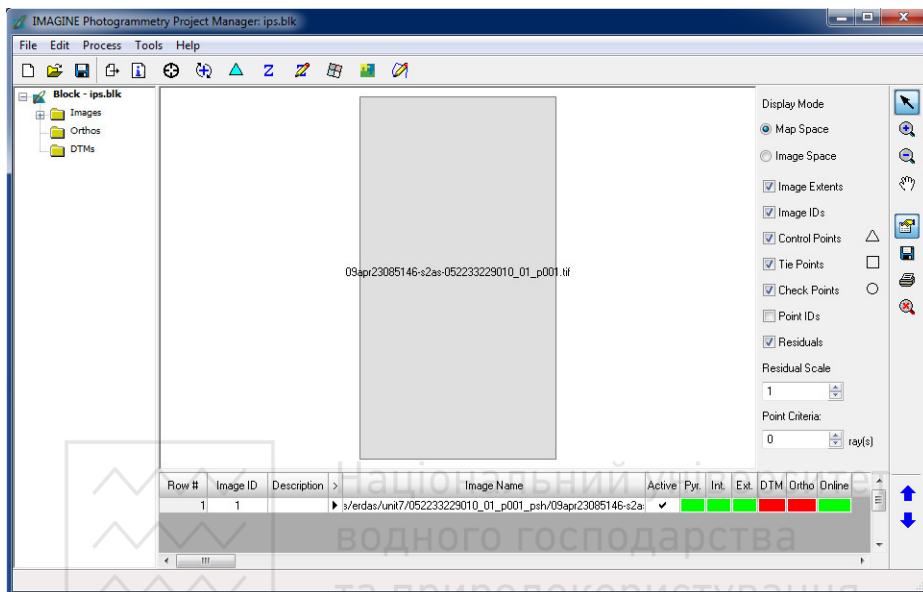 IMAGINE Photogrammetry Project Manager: ips.blk
File Edit Process Tools Help
Block - ips.blk
Images
Orthos
DTMs
09apr23085146-s2as-052233229010_01_p001.tif
Display Mode
Map Space
Image Space
Image Extents
Image IDs
Control Points
Tie Points
Check Points
Point IDs
Residuals
Residual Scale
1
Point Criteria:
0 ray(s)
Row # Image ID Description > Image Name Active Pyr. Int. Ext. DTM Ortho Online
1 1 s/erdas/unit7/052233229010_01_p001_psh/09apr23085146-s2a
Національний університет
водного господарства
та природокористування